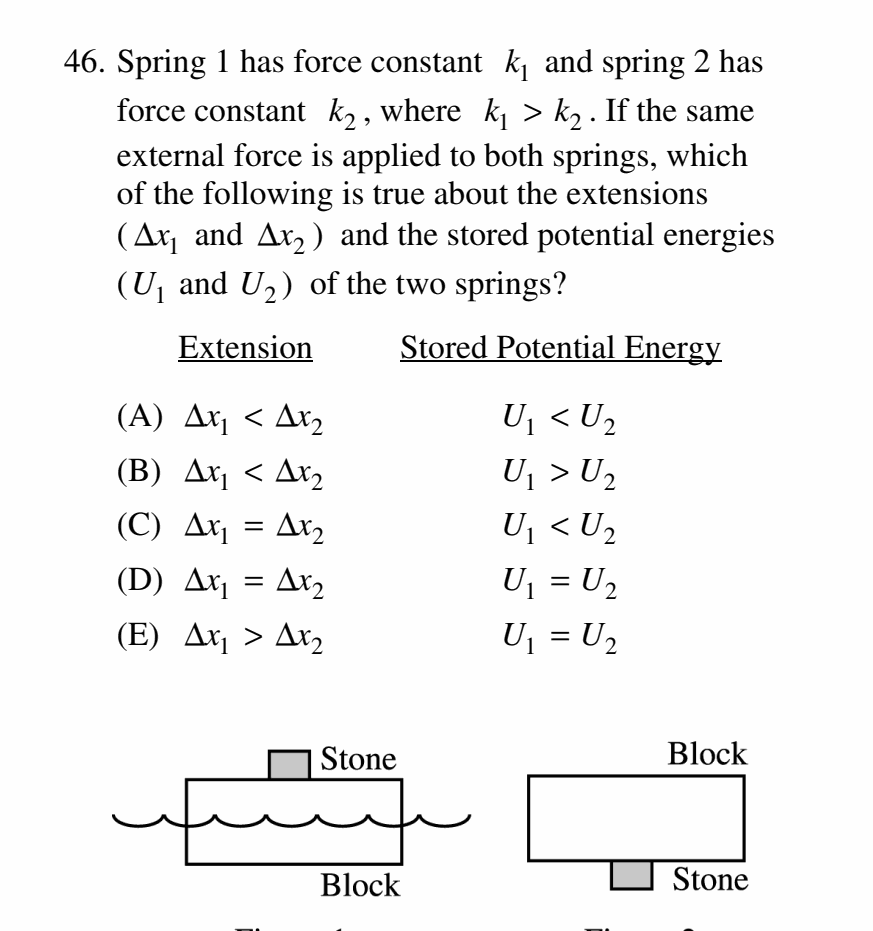 46. Spring 1 has force constant k₁ and spring 2 has
force constant k₂, where k₁ > k₂. If the same
external force is applied to both springs, which
of the following is true about the extensions
(Δx₁ and Δx₂) and the stored potential energies
(U₁ and U₂) of the two springs?
Extension Stored Potential Energy
(A) Δx₁ < Δx₂ U₁ < U₂
(B) Δx₁ < Δx₂ U₁ > U₂
(C) Δx₁ = Δx₂ U₁ < U₂
(D) Δx₁ = Δx₂ U₁ = U₂
(E) Δx₁ > Δx₂ U₁ = U₂
Stone
Block
Block
Stone